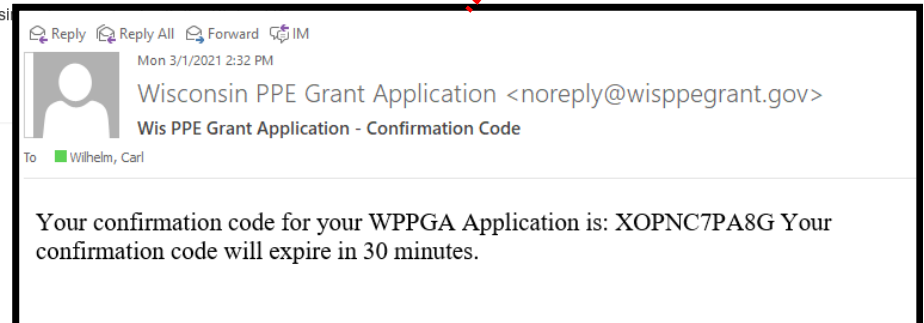 Reply Reply All Forward IM
Mon 3/1/2021 2:32 PM
Wisconsin PPE Grant Application <noreply@wisppegrant.gov>
Wis PPE Grant Application - Confirmation Code
To Wilhelm, Carl
Your confirmation code for your WPPGA Application is: XOPNC7PA8G Your
confirmation code will expire in 30 minutes.